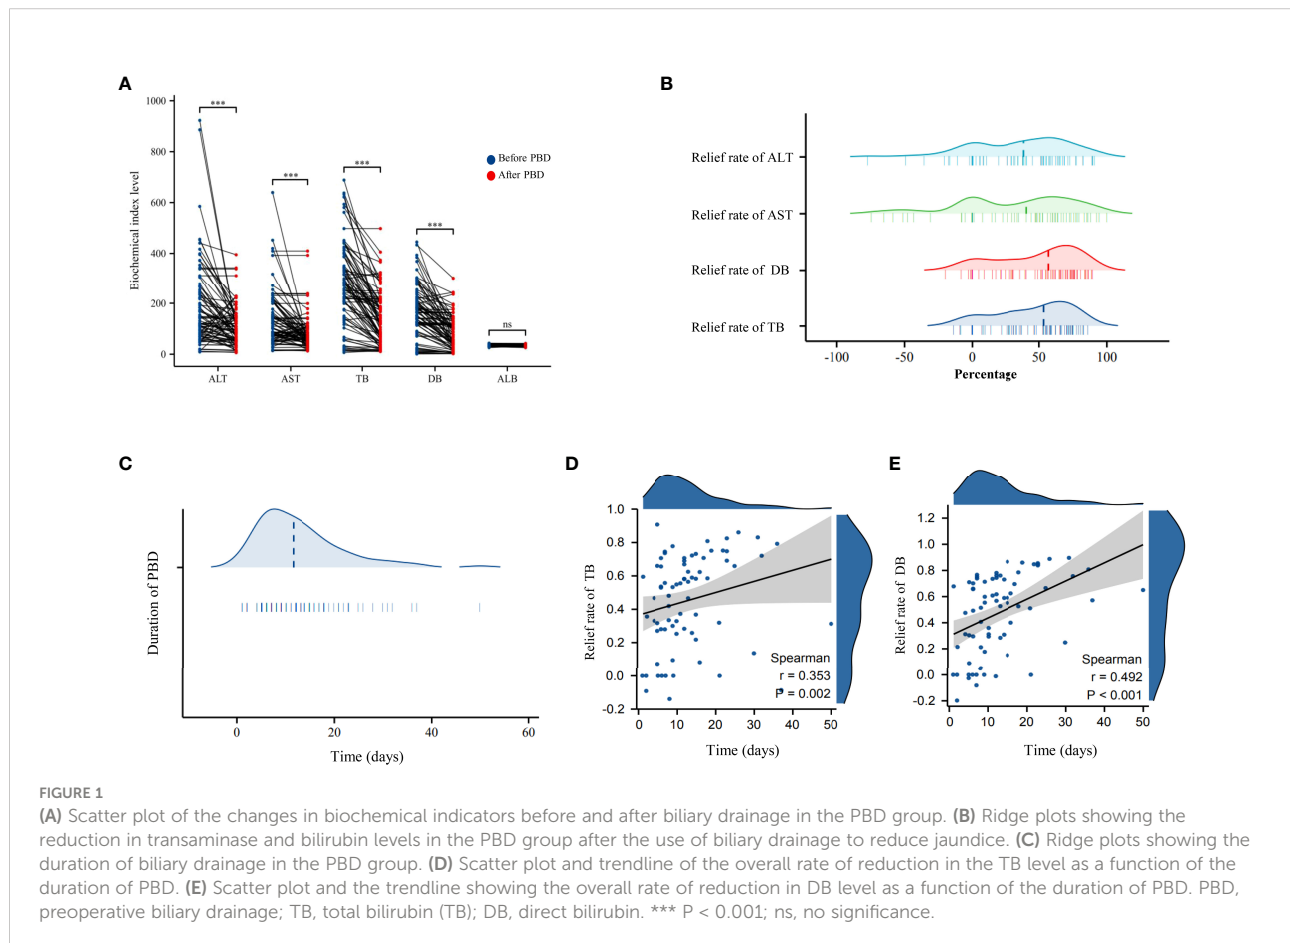 A
Eiochemical index level
1000
800
600
400
200
0
***
***
***
***
ns
Before PBD
After PBD
ALT
AST
TB
DB
ALB
B
Relief rate of ALT
Relief rate of AST
Relief rate of DB
Relief rate of TB
-100
-50
0
50
100
Percentage
C
Duration of PBD
0
20
40
60
Time (days)
D
Relief rate of TB
1.0
0.8
0.6
0.4
0.2
0.0
-0.2
Spearman
r = 0.353
P = 0.002
0
10
20
30
40
50
Time (days)
E
Relief rate of DB
1.2
1.0
0.8
0.6
0.4
0.2
0.0
-0.2
Spearman
r = 0.492
P < 0.001
0
10
20
30
40
50
Time (days)
FIGURE 1
(A) Scatter plot of the changes in biochemical indicators before and after biliary drainage in the PBD group. (B) Ridge plots showing the
reduction in transaminase and bilirubin levels in the PBD group after the use of biliary drainage to reduce jaundice. (C) Ridge plots showing the
duration of biliary drainage in the PBD group. (D) Scatter plot and trendline of the overall rate of reduction in the TB level as a function of the
duration of PBD. (E) Scatter plot and the trendline showing the overall rate of reduction in DB level as a function of the duration of PBD. PBD,
preoperative biliary drainage; TB, total bilirubin (TB); DB, direct bilirubin. *** P < 0.001; ns, no significance.